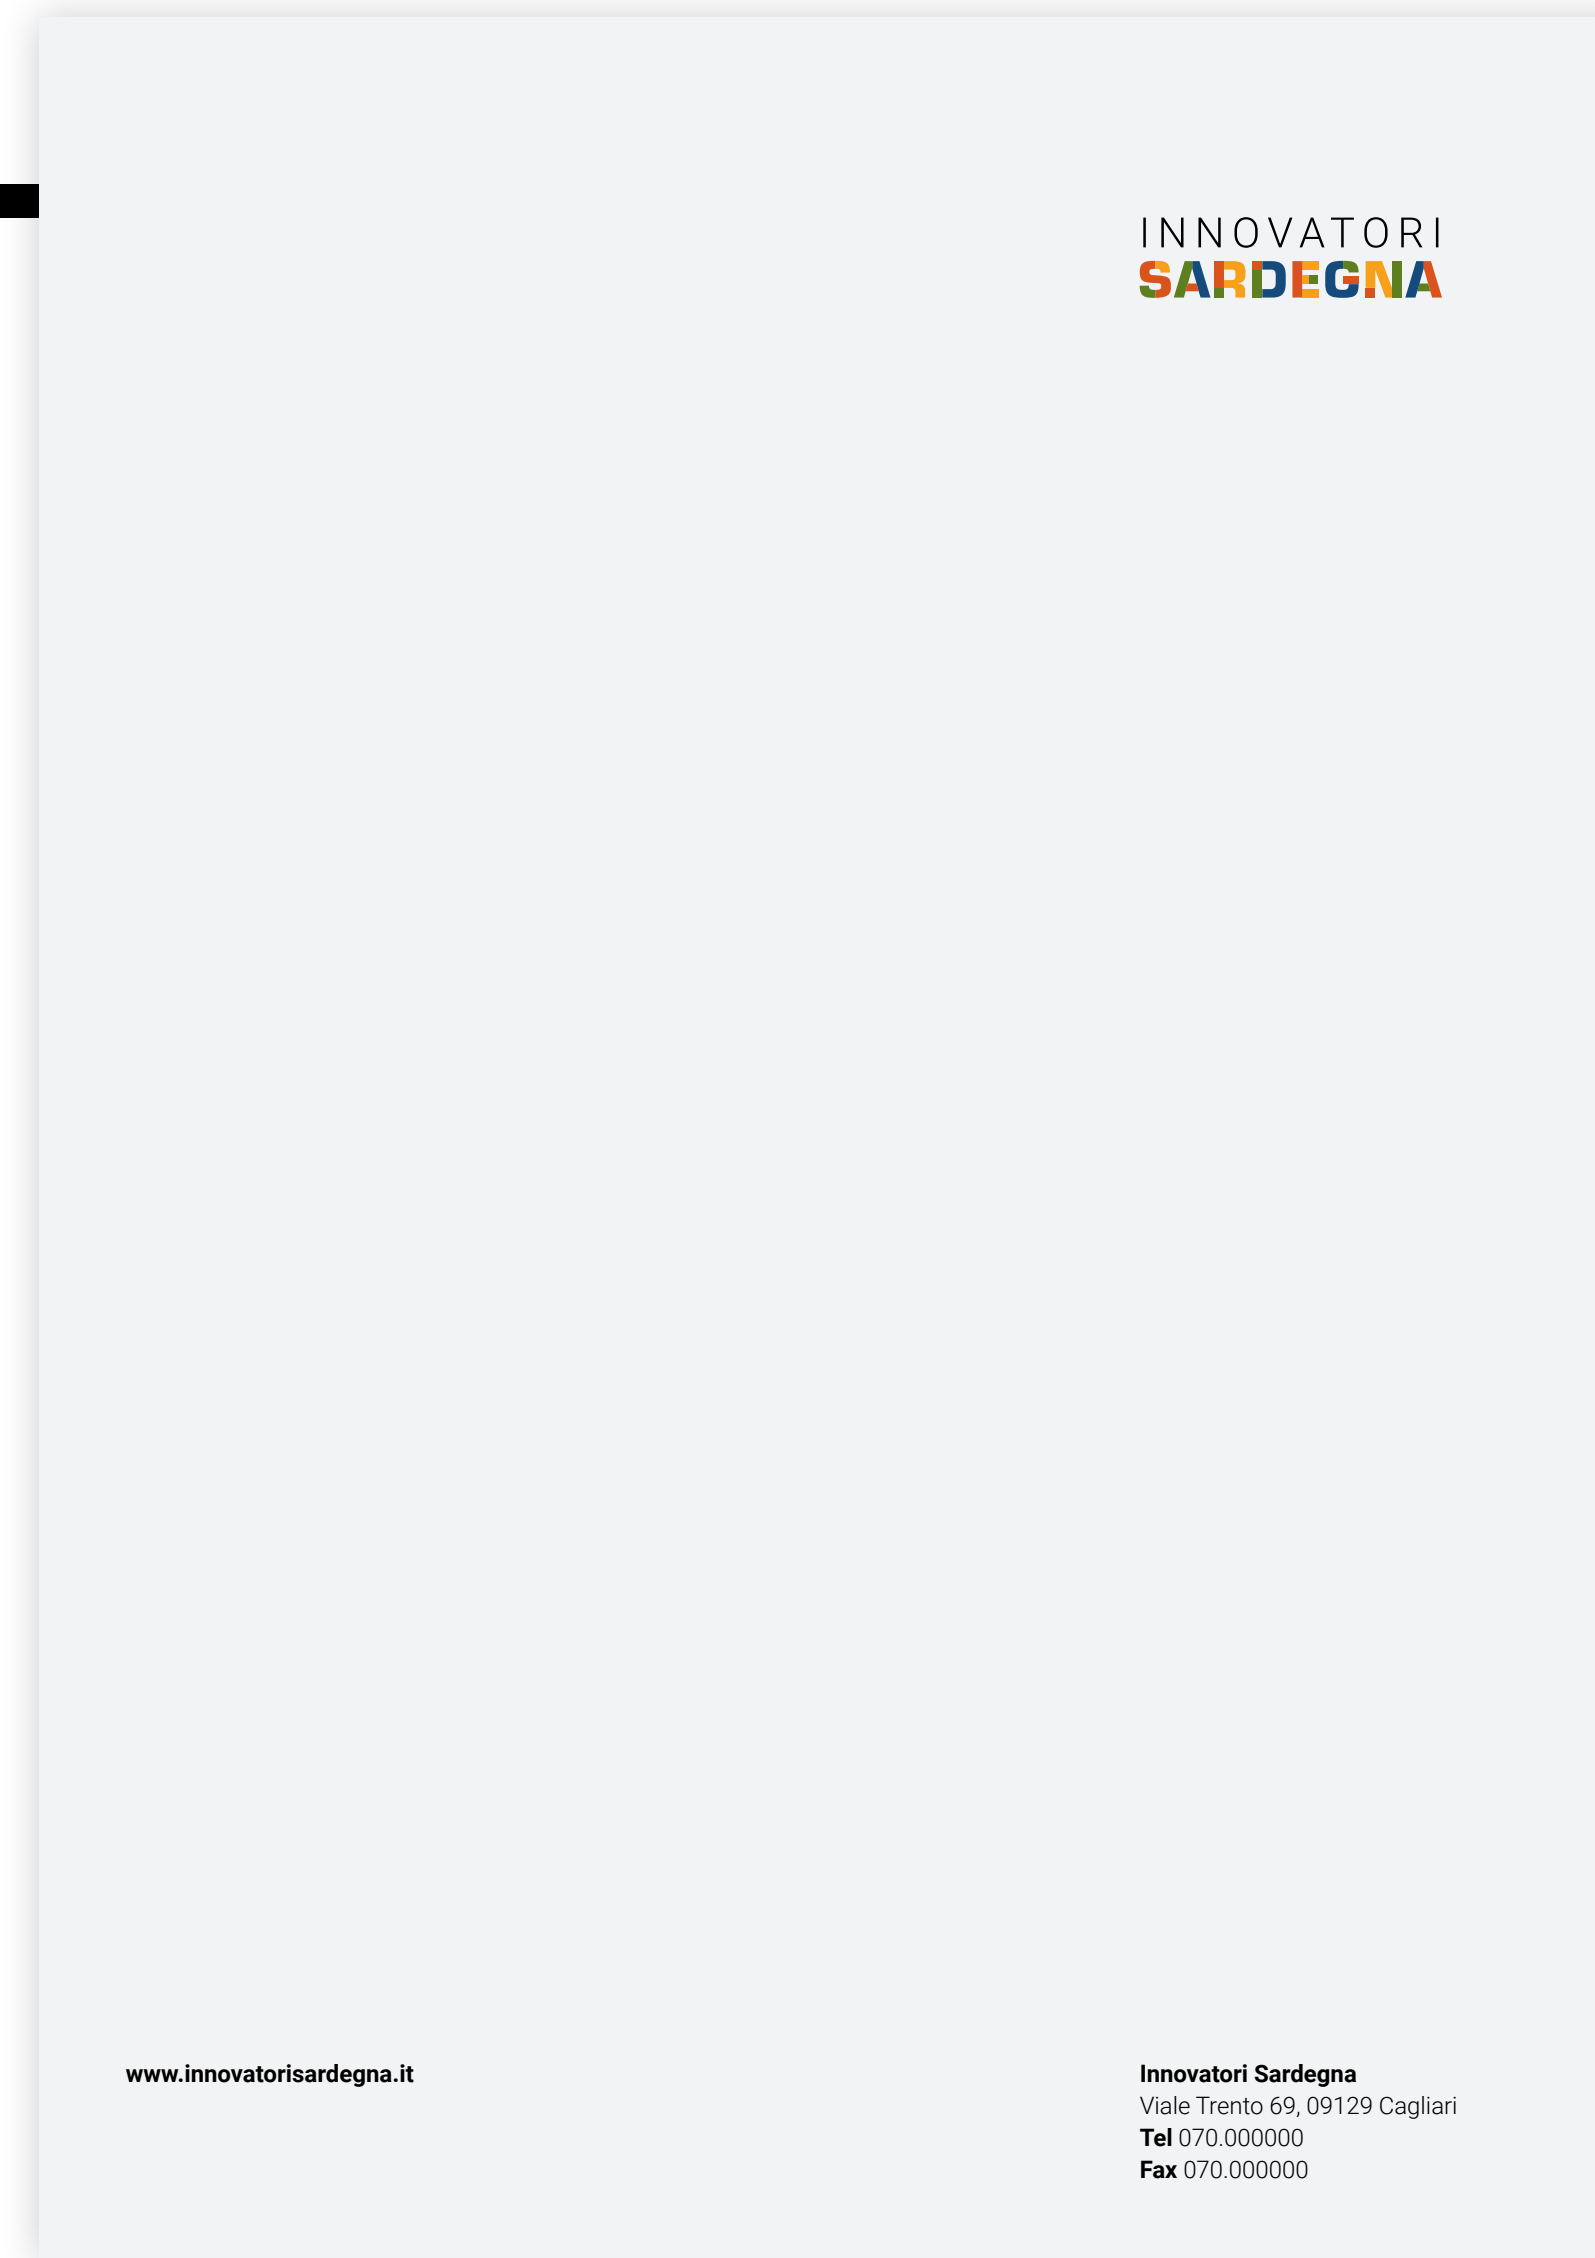 INNOVATORI
SARDEGNA
www.innovatorisardegna.it
Innovatori Sardegna
Viale Trento 69, 09129 Cagliari
Tel 070.000000
Fax 070.000000